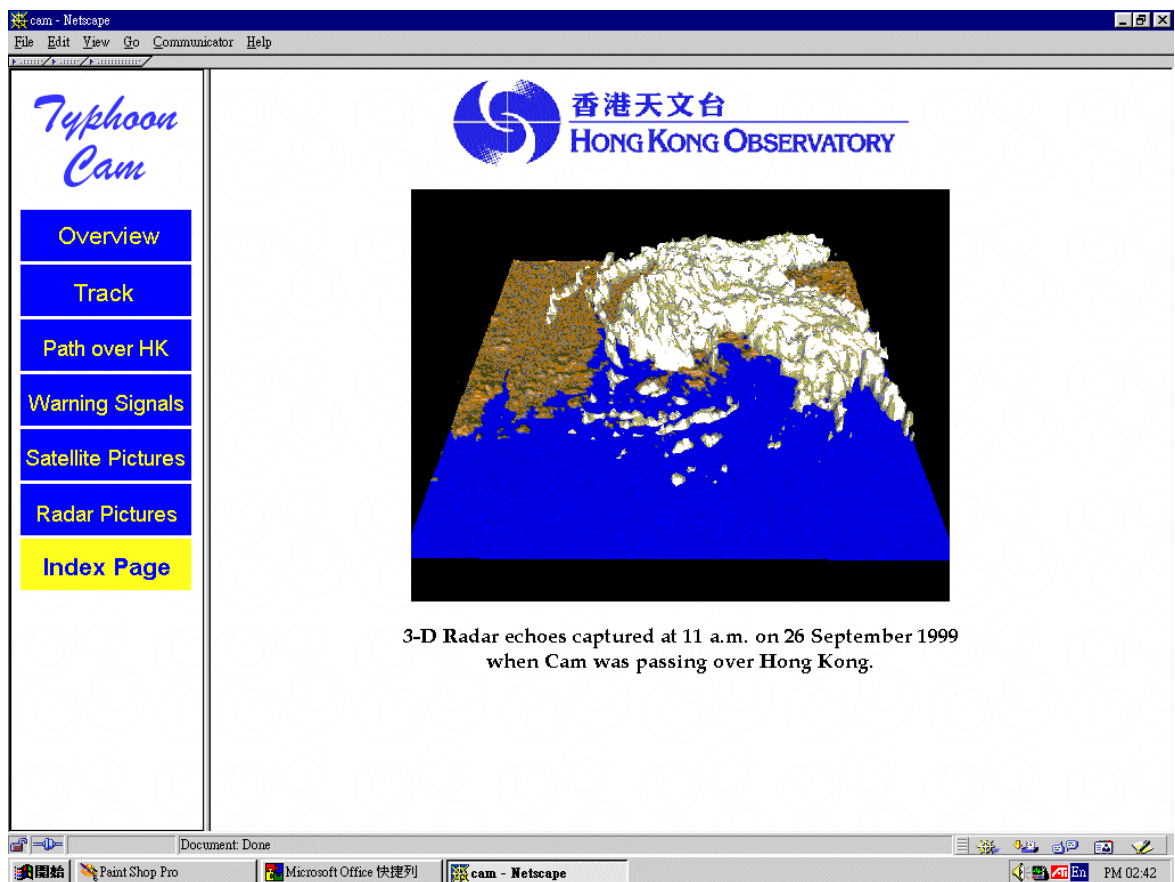 cam - Netscape
File Edit View Go Communicator Help
Typhoon
Cam
Overview
Track
Path over HK
Warning Signals
Satellite Pictures
Radar Pictures
Index Page
香港天文台
HONG KONG OBSERVATORY
3-D Radar echoes captured at 11 a.m. on 26 September 1999
when Cam was passing over Hong Kong.
Document: Done
開始 Paint Shop Pro Microsoft Office 快捷列 cam - Netscape En PM 02:42